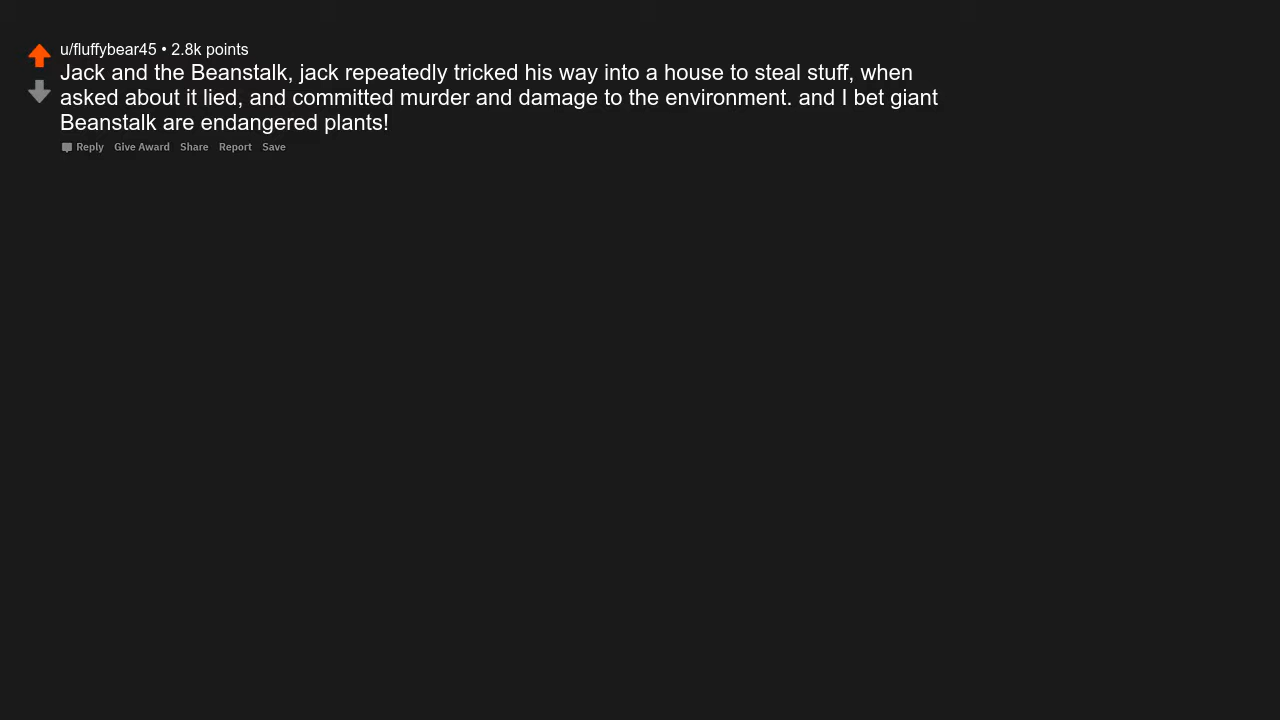 u/fluffybear45 • 2.8k points
Jack and the Beanstalk, jack repeatedly tricked his way into a house to steal stuff, when
asked about it lied, and committed murder and damage to the environment. and I bet giant
Beanstalk are endangered plants!
Reply Give Award Share Report Save